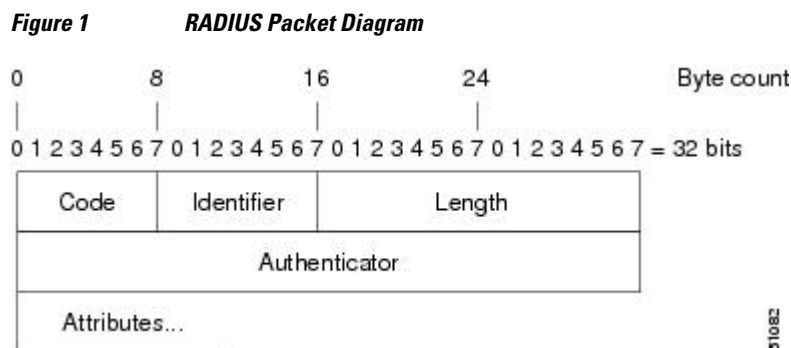 Figure 1 RADIUS Packet Diagram
0 8 16 24 Byte count
0 1 2 3 4 5 6 7 0 1 2 3 4 5 6 7 0 1 2 3 4 5 6 7 0 1 2 3 4 5 6 7 = 32 bits
Code Identifier Length
Authenticator
Attributes...
51082